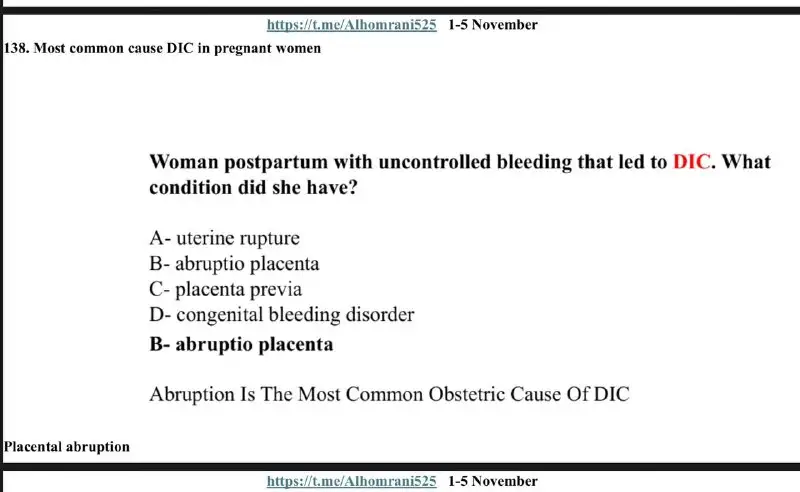 https://t.me/Alhomrani525 1-5 November
138. Most common cause DIC in pregnant women
Woman postpartum with uncontrolled bleeding that led to DIC. What
condition did she have?
A- uterine rupture
B- abruptio placenta
C- placenta previa
D- congenital bleeding disorder
B- abruptio placenta
Abruption Is The Most Common Obstetric Cause Of DIC
Placental abruption
https://t.me/Alhomrani525 1-5 November